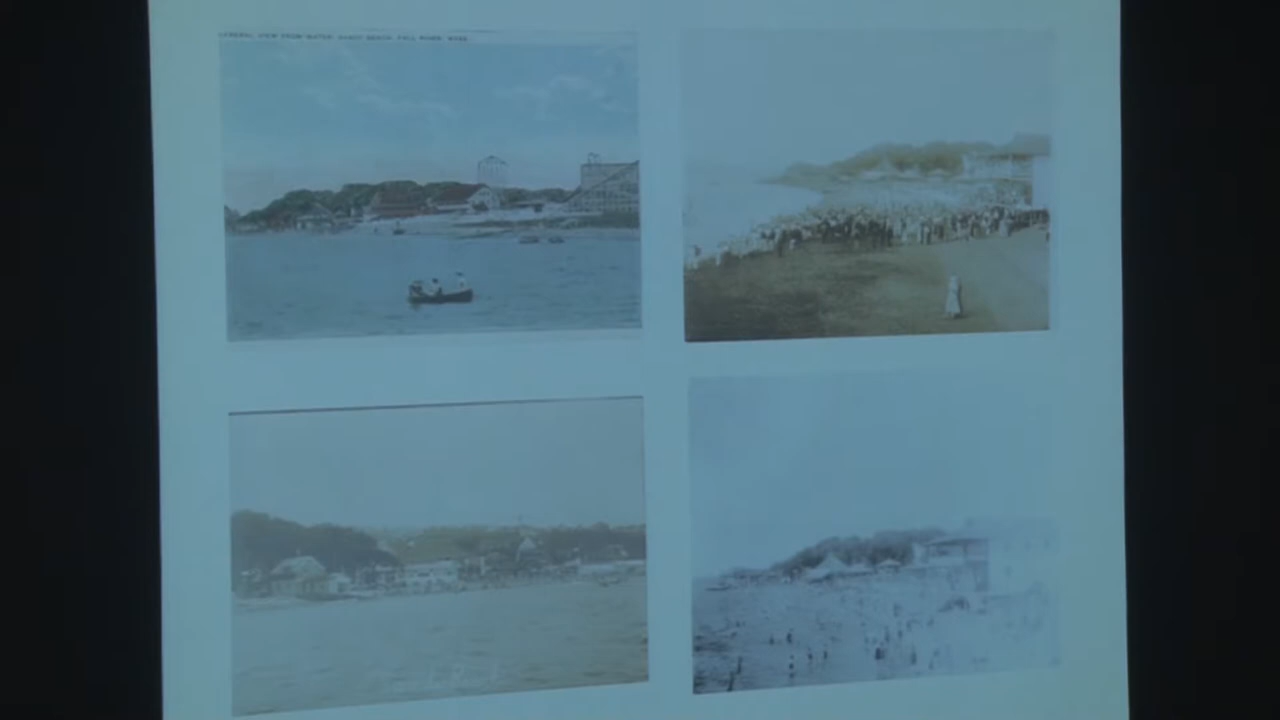 GENERAL VIEW FROM WATER, SANDY BEACH, FALL RIVER, MASS.